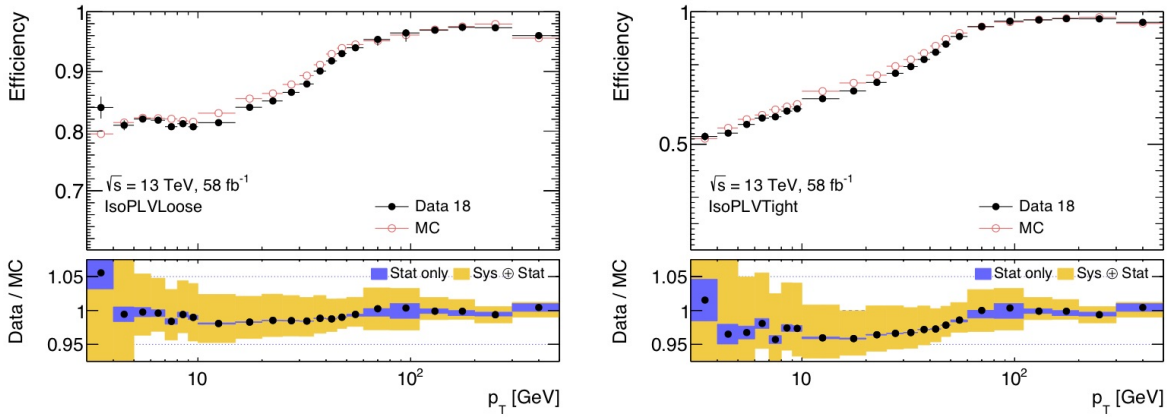 Efficiency
1
0.9
0.8
0.7
√s = 13 TeV, 58 fb⁻¹
IsoPLVLoose
Data 18
MC
Data / MC
1.05
1
0.95
Stat only
Sys ⊕ Stat
10
10²
p_T [GeV]
Efficiency
1
0.5
√s = 13 TeV, 58 fb⁻¹
IsoPLVTight
Data 18
MC
Data / MC
1.05
1
0.95
Stat only
Sys ⊕ Stat
10
10²
p_T [GeV]